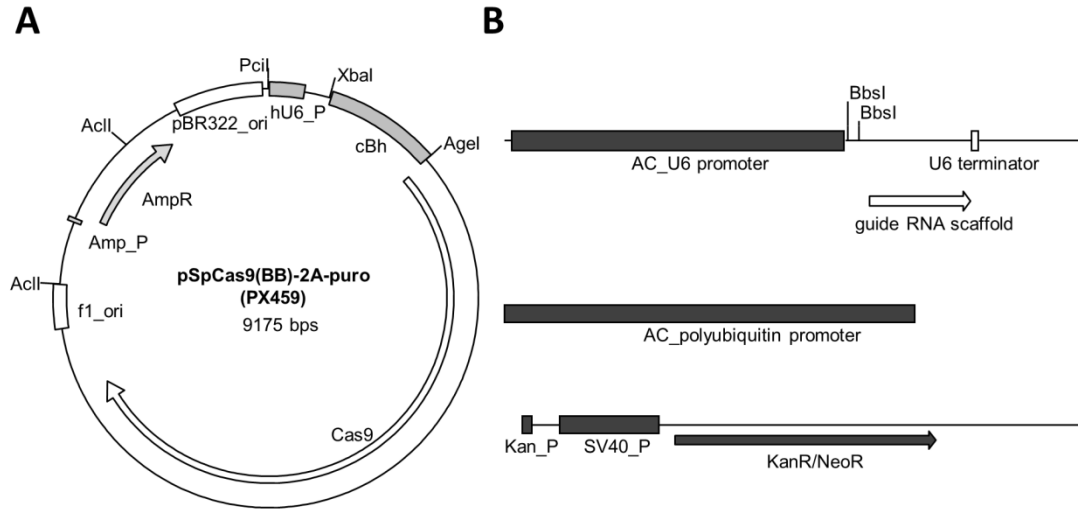 A
PciI
XbaI
hU6_P
cBh
AgeI
pBR322_ori
AclI
AmpR
Amp_P
AclI
f1_ori
pSpCas9(BB)-2A-puro
(PX459)
9175 bps
Cas9
B
BbsI
BbsI
AC_U6 promoter
U6 terminator
guide RNA scaffold
AC_polyubiquitin promoter
Kan_P
SV40_P
KanR/NeoR